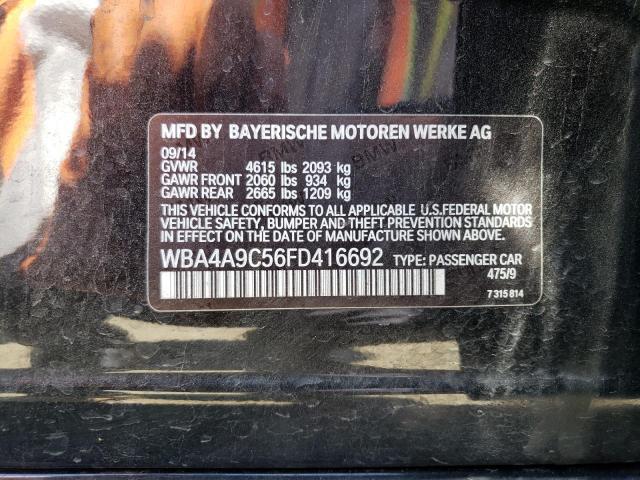 MFD BY BAYERISCHE MOTOREN WERKE AG
09/14
GVWR 4615 lbs 2093 kg
GAWR FRONT 2060 lbs 934 kg
GAWR REAR 2665 lbs 1209 kg
THIS VEHICLE CONFORMS TO ALL APPLICABLE U.S.FEDERAL MOTOR
VEHICLE SAFETY, BUMPER AND THEFT PREVENTION STANDARDS
IN EFFECT ON THE DATE OF MANUFACTURE SHOWN ABOVE.
WBA4A9C56FD416692 TYPE: PASSENGER CAR
475/9
7 315 814